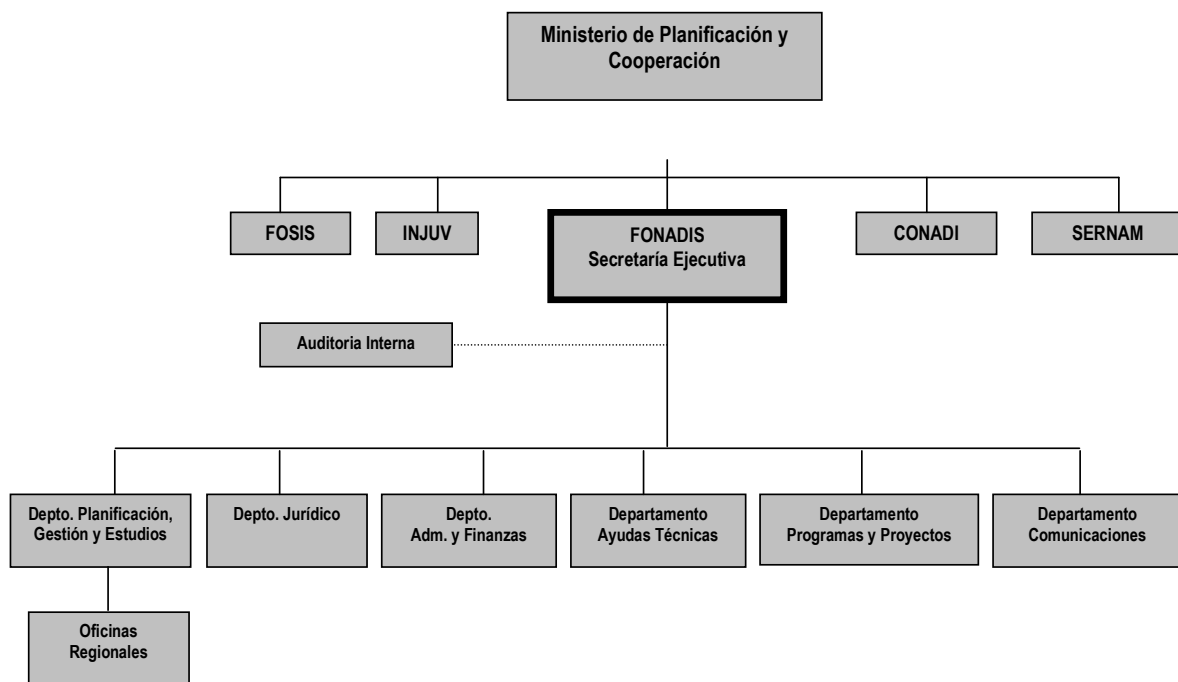 Ministerio de Planificación y
Cooperación
FOSIS
INJUV
FONADIS
Secretaría Ejecutiva
CONADI
SERNAM
Auditoria Interna
Depto. Planificación,
Gestión y Estudios
Depto. Jurídico
Depto.
Adm. y Finanzas
Departamento
Ayudas Técnicas
Departamento
Programas y Proyectos
Departamento
Comunicaciones
Oficinas
Regionales